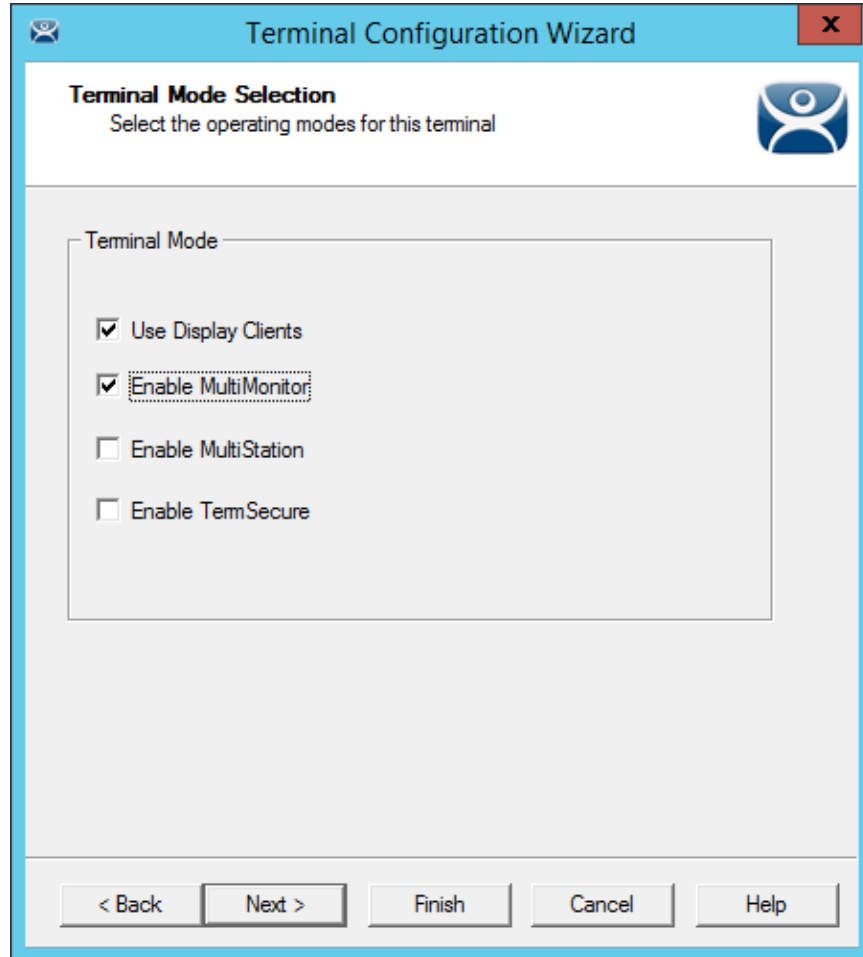 Terminal Configuration Wizard
x
Terminal Mode Selection
Select the operating modes for this terminal
Terminal Mode
Use Display Clients
Enable MultiMonitor
Enable MultiStation
Enable TermSecure
< Back Next > Finish Cancel Help